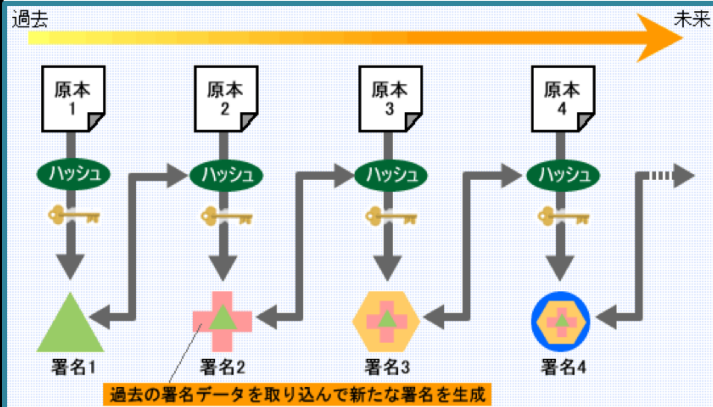 過去
未来
原本
1
原本
2
原本
3
原本
4
ハッシュ
ハッシュ
ハッシュ
ハッシュ
署名1
署名2
署名3
署名4
過去の署名データを取り込んで新たな署名を生成